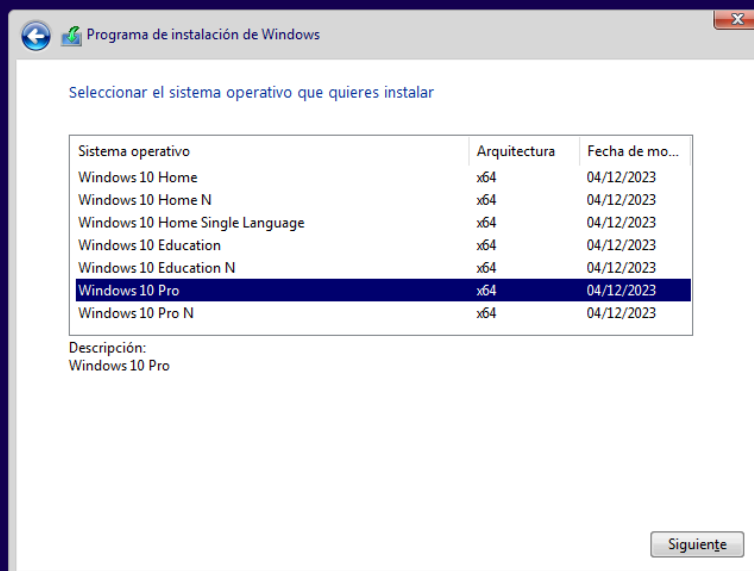 Programa de instalación de Windows
Seleccionar el sistema operativo que quieres instalar
Sistema operativo Arquitectura Fecha de mo...
Windows 10 Home x64 04/12/2023
Windows 10 Home N x64 04/12/2023
Windows 10 Home Single Language x64 04/12/2023
Windows 10 Education x64 04/12/2023
Windows 10 Education N x64 04/12/2023
Windows 10 Pro x64 04/12/2023
Windows 10 Pro N x64 04/12/2023
Descripción:
Windows 10 Pro
Siguiente